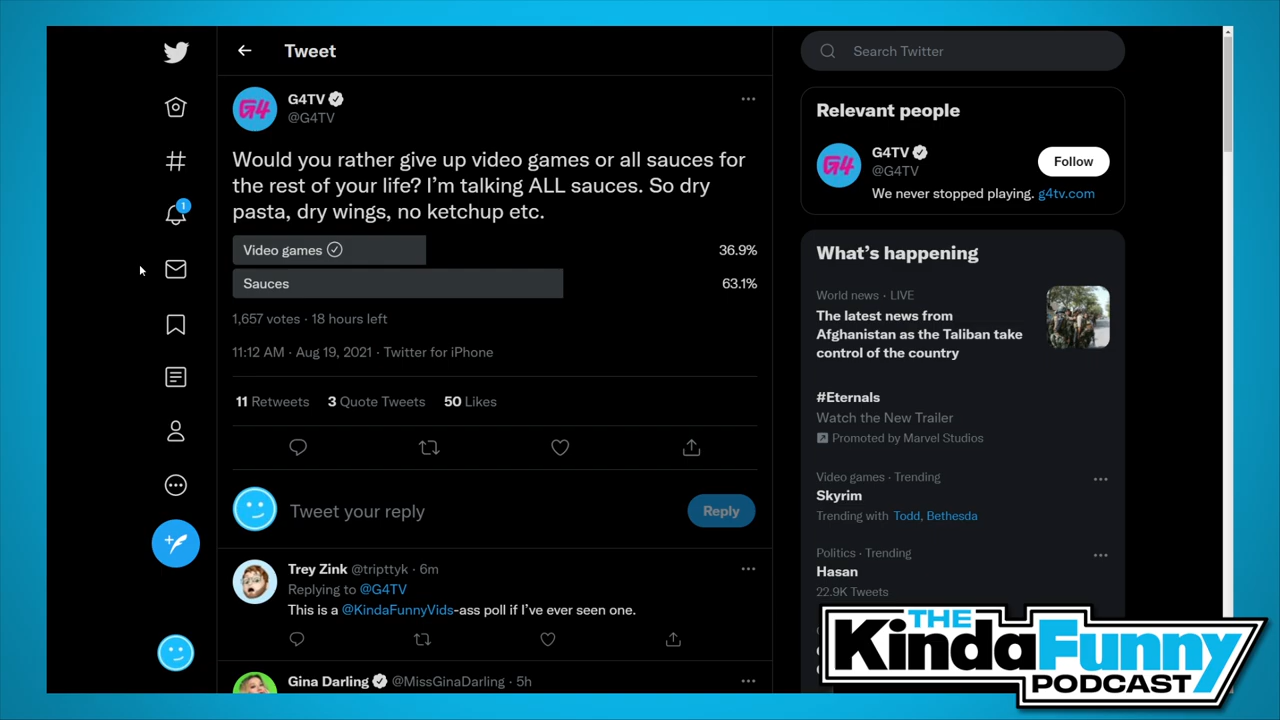 Tweet
G4TV
@G4TV
Would you rather give up video games or all sauces for
the rest of your life? I'm talking ALL sauces. So dry
pasta, dry wings, no ketchup etc.
Video games 36.9%
Sauces 63.1%
1,657 votes · 18 hours left
11:12 AM · Aug 19, 2021 · Twitter for iPhone
11 Retweets 3 Quote Tweets 50 Likes
Tweet your reply
Reply
Trey Zink @tripttyk · 6m
Replying to @G4TV
This is a @KindaFunnyVids-ass poll if I've ever seen one.
Gina Darling @MissGinaDarling · 5h
1
Search Twitter
Relevant people
G4
G4TV
@G4TV
Follow
We never stopped playing. g4tv.com
What's happening
World news · LIVE
The latest news from
Afghanistan as the Taliban take
control of the country
#Eternals
Watch the New Trailer
Promoted by Marvel Studios
Video games · Trending
Skyrim
Trending with Todd, Bethesda
Politics · Trending
Hasan
22.9K Tweets
THE
KindaFunny
PODCAST
G4